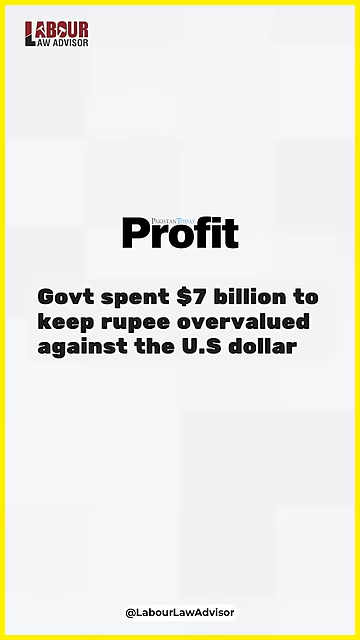 LABOUR
LAW ADVISOR
PAKISTAN TODAY
Profit
Govt spent $7 billion to
keep rupee overvalued
against the U.S dollar
@LabourLawAdvisor